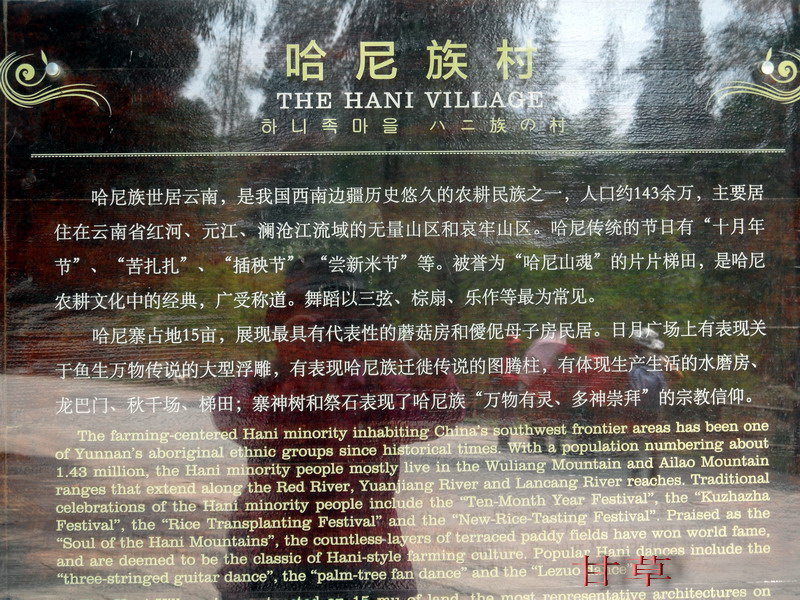 哈尼族村
THE HANI VILLAGE
하니족마을 ハニ族の村
哈尼族世居云南，是我国西南边疆历史悠久的农耕民族之一，人口约143余万，主要居
住在云南省红河、元江、澜沧江流域的无量山区和哀牢山区。哈尼传统的节日有“十月年
节”、“苦扎扎”、“插秧节” “尝新米节”等。被誉为“哈尼山魂”的片片梯田，是哈尼
农耕文化中的经典，广受称道。舞蹈以三弦、棕扇、乐作等最为常见。
哈尼寨占地15亩，展现最具有代表性的蘑菇房和僾伲母子房民居。日月广场上有表现关
于鱼生万物传说的大型浮雕，有表现哈尼族迁徙传说的图腾柱，有体现生产生活的水磨房、
龙巴门、秋千场、梯田；寨神树和祭石表现了哈尼族“万物有灵、多神崇拜”的宗教信仰。
The farming-centered Hani minority inhabiting China's southwest frontier areas has been one
of Yunnan's aboriginal ethnic groups since historical times. With a population numbering about
1.43 million, the Hani minority people mostly live in the Wuliang Mountain and Ailao Mountain
ranges that extend along the Red River, Yuanjiang River and Lancang River reaches. Traditional
celebrations of the Hani minority people include the “Ten-Month Year Festival”, the “Kuzhazha
Festival”, the “Rice Transplanting Festival” and the “New-Rice-Tasting Festival”. Praised as the
“Soul of the Hani Mountains”, the countless layers of terraced paddy fields have won world fame,
and are deemed to be the classic of Hani-style farming culture. Popular Hani dances include the
“three-stringed guitar dance”, the “palm-tree fan dance” and the “Lezuo dance”.
甘草
on 15 mu of land, the most representative architectures on